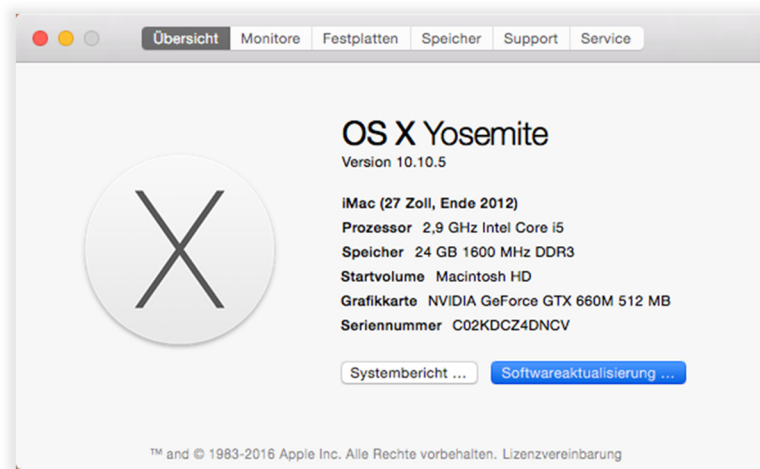 Übersicht Monitore Festplatten Speicher Support Service
OS X Yosemite
Version 10.10.5
iMac (27 Zoll, Ende 2012)
Prozessor 2,9 GHz Intel Core i5
Speicher 24 GB 1600 MHz DDR3
Startvolume Macintosh HD
Grafikkarte NVIDIA GeForce GTX 660M 512 MB
Seriennummer C02KDCZ4DNCV
Systembericht ... Softwareaktualisierung ...
™ and © 1983-2016 Apple Inc. Alle Rechte vorbehalten. Lizenzvereinbarung